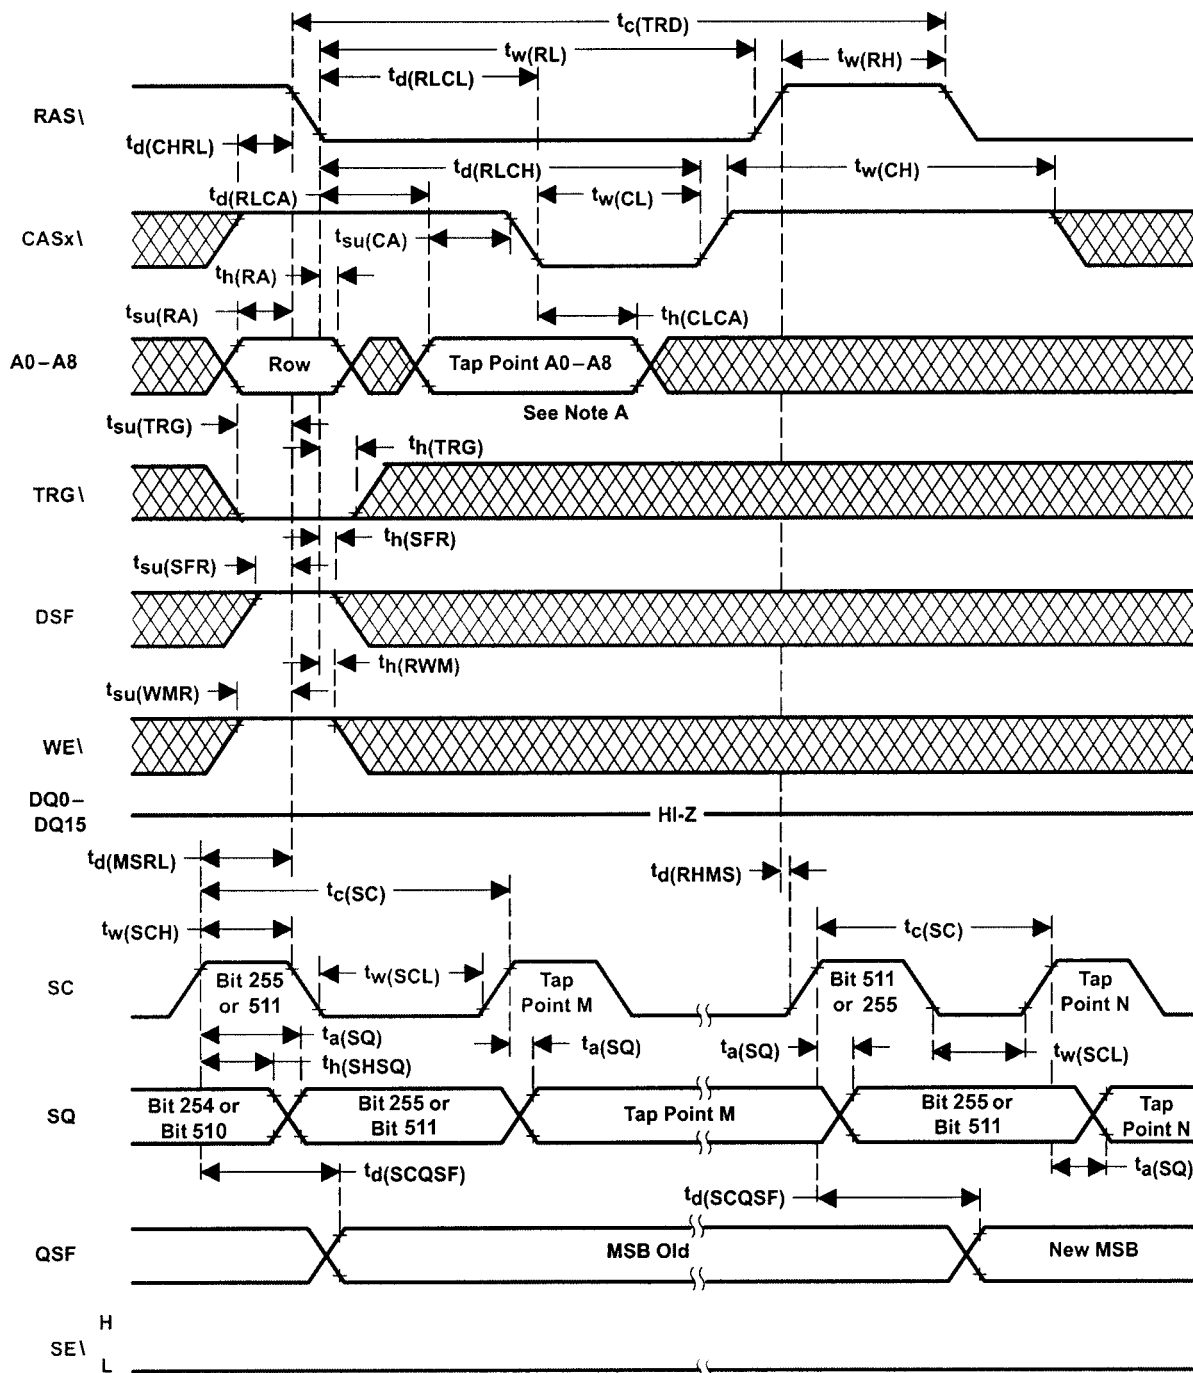 tc(TRD)
tw(RL)
tw(RH)
td(RLCL)
RAS\
td(CHRL)
td(RLCH)
tw(CH)
td(RLCA)
tw(CL)
CASx\
tsu(CA)
th(RA)
tsu(RA)
th(CLCA)
A0–A8
Row
Tap Point A0–A8
See Note A
tsu(TRG)
th(TRG)
TRG\
th(SFR)
tsu(SFR)
DSF
th(RWM)
tsu(WMR)
WE\
DQ0–
DQ15
HI-Z
td(MSRL)
td(RHMS)
tc(SC)
tw(SCH)
tc(SC)
SC
Bit 255
or 511
tw(SCL)
Tap
Point M
Bit 511
or 255
Tap
Point N
ta(SQ)
ta(SQ)
ta(SQ)
tw(SCL)
th(SHSQ)
SQ
Bit 254 or
Bit 510
Bit 255 or
Bit 511
Tap Point M
Bit 255 or
Bit 511
Tap
Point N
td(SCQSF)
ta(SQ)
td(SCQSF)
QSF
MSB Old
New MSB
H
SE\
L